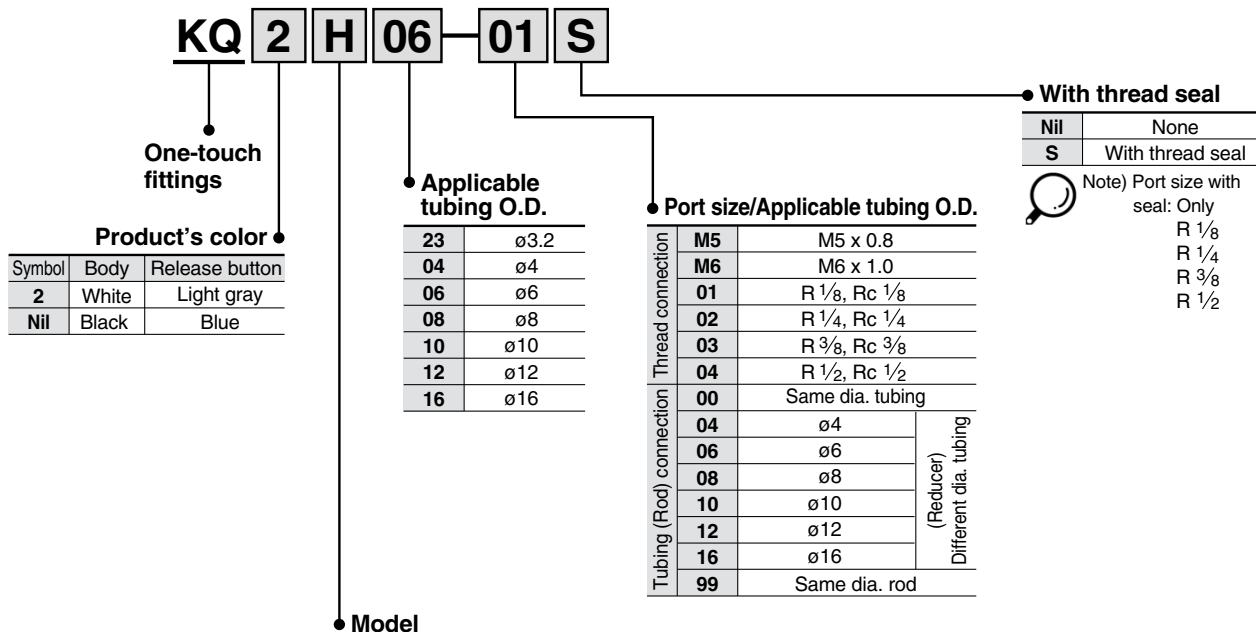 KQ 2 H 06 — 01 S
With thread seal
Nil None
S With thread seal
Note) Port size with
seal: Only
R 1/8
R 1/4
R 3/8
R 1/2
One-touch
fittings
Applicable
tubing O.D.
23 ø3.2
04 ø4
06 ø6
08 ø8
10 ø10
12 ø12
16 ø16
Port size/Applicable tubing O.D.
Thread connection
M5 M5 x 0.8
M6 M6 x 1.0
01 R 1/8, Rc 1/8
02 R 1/4, Rc 1/4
03 R 3/8, Rc 3/8
04 R 1/2, Rc 1/2
Tubing (Rod) connection
00 Same dia. tubing
04 ø4
06 ø6
08 ø8
10 ø10
12 ø12
16 ø16
(Reducer)
Different dia. tubing
99 Same dia. rod
Product's color
Symbol Body Release button
2 White Light gray
Nil Black Blue
Model